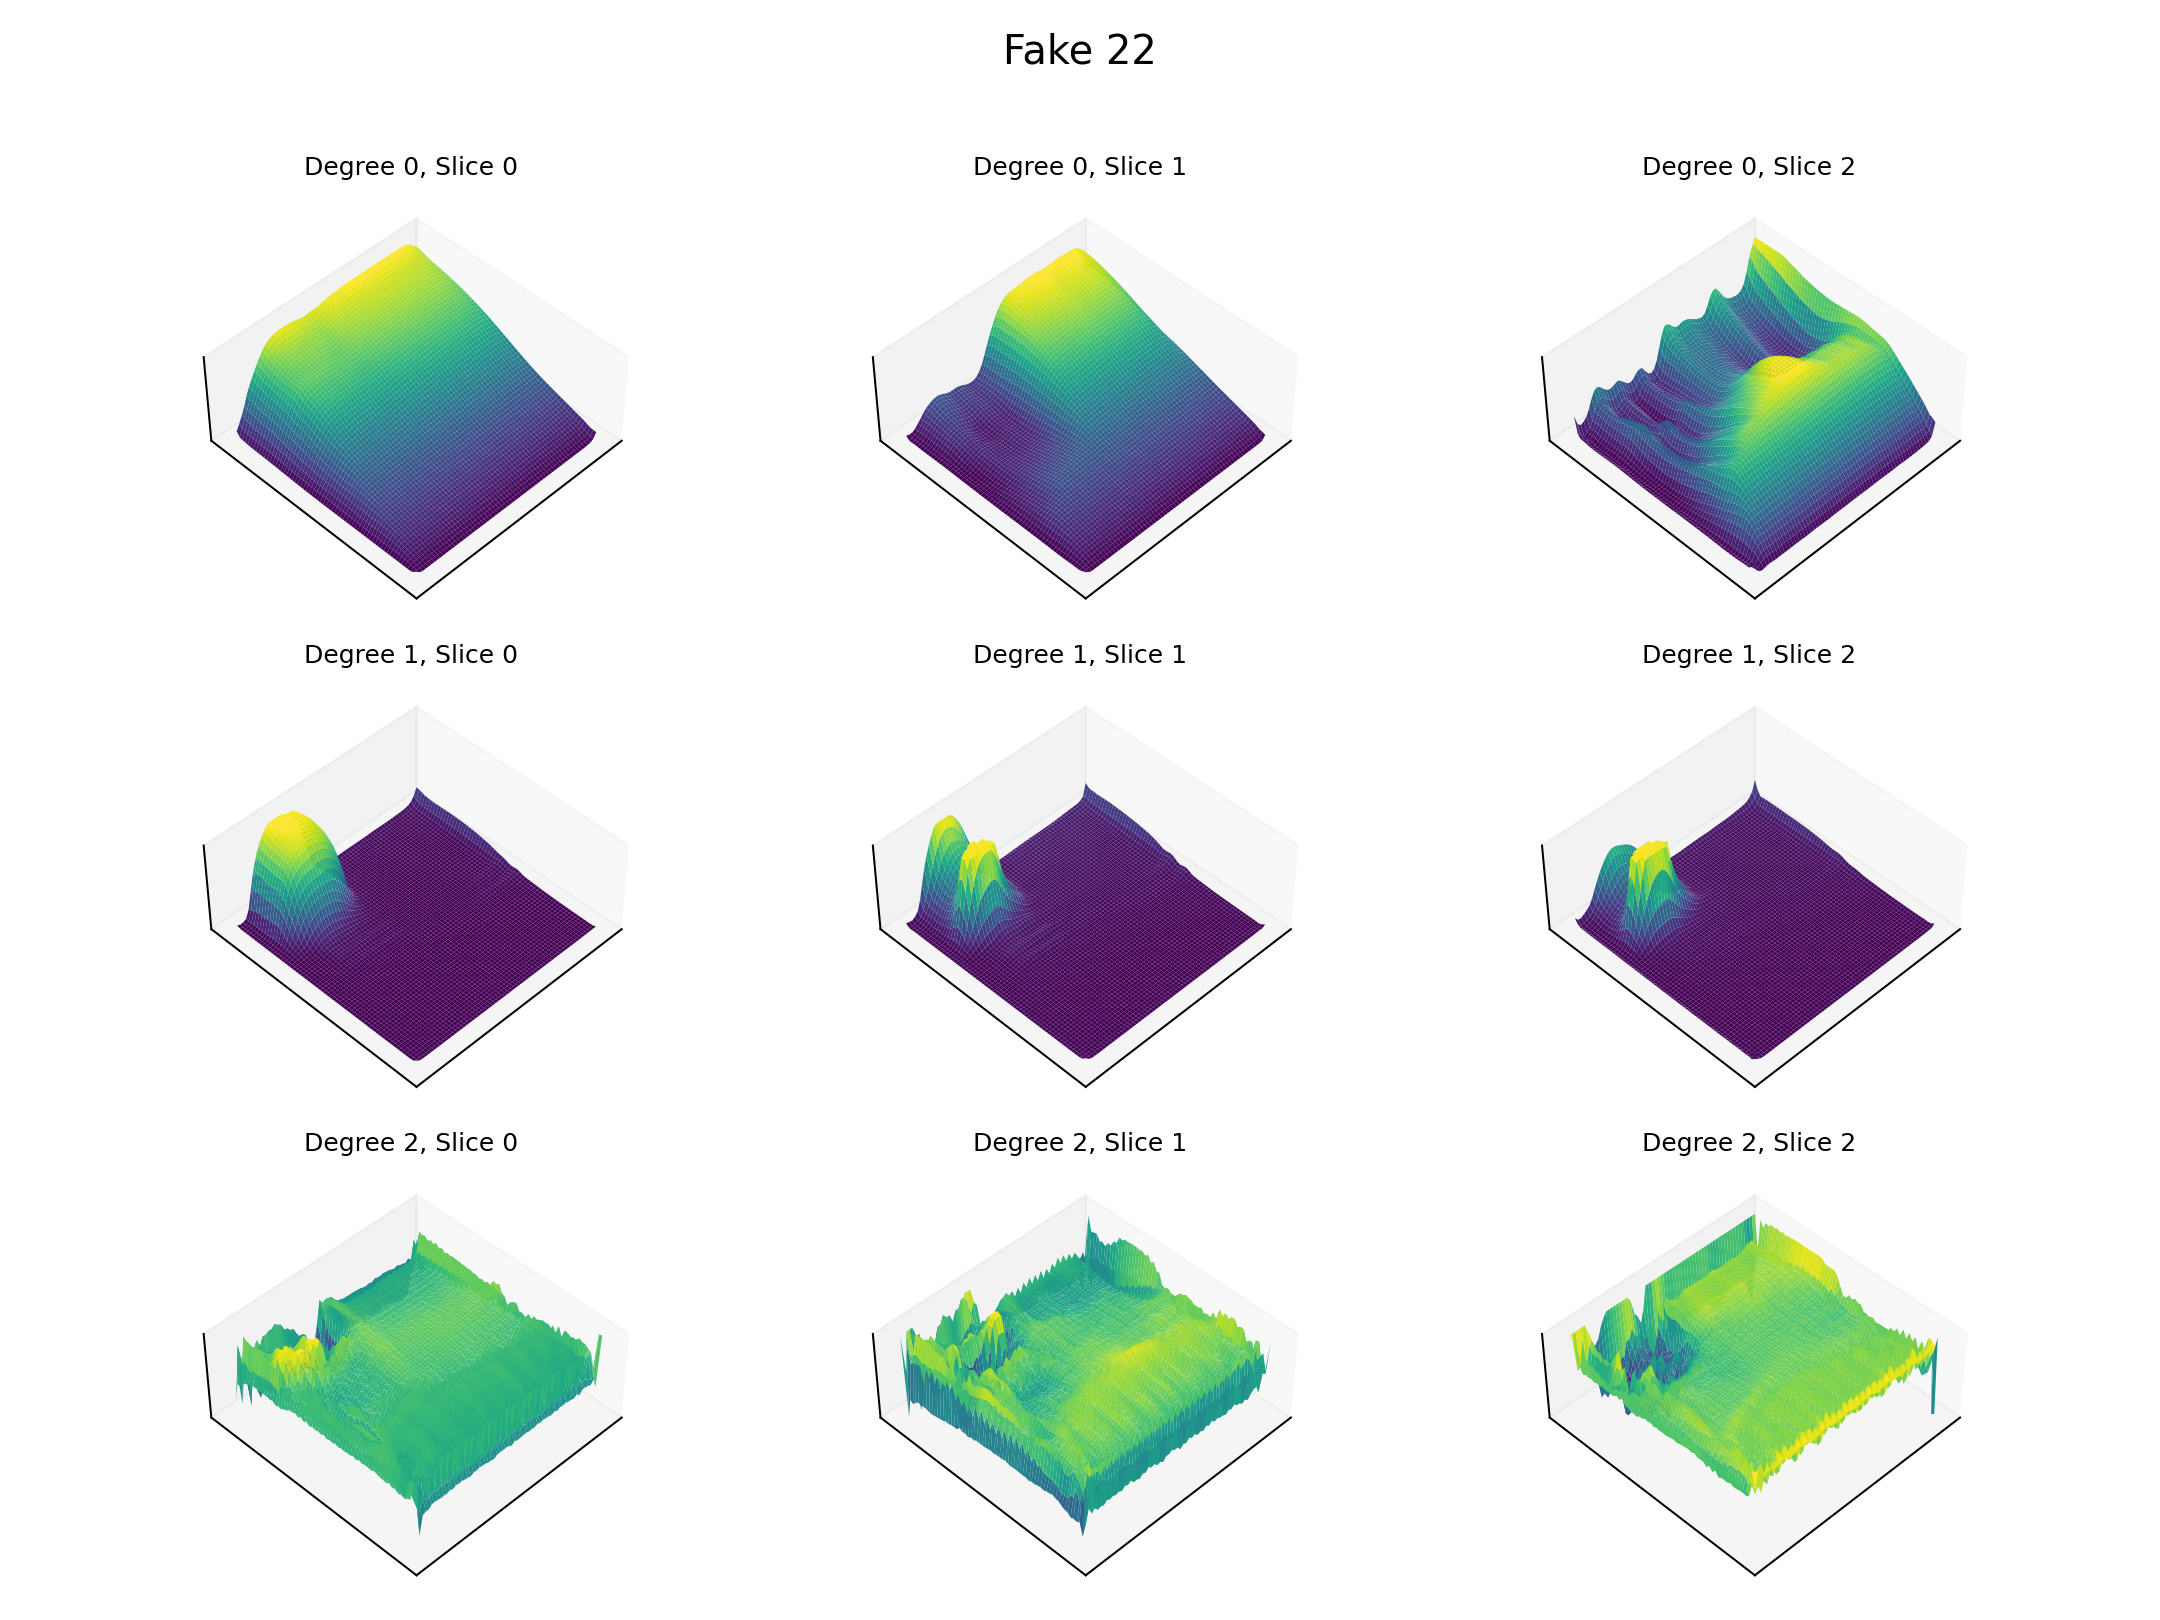 Fake 22
Degree 0, Slice 0
Degree 0, Slice 1
Degree 0, Slice 2
Degree 1, Slice 0
Degree 1, Slice 1
Degree 1, Slice 2
Degree 2, Slice 0
Degree 2, Slice 1
Degree 2, Slice 2